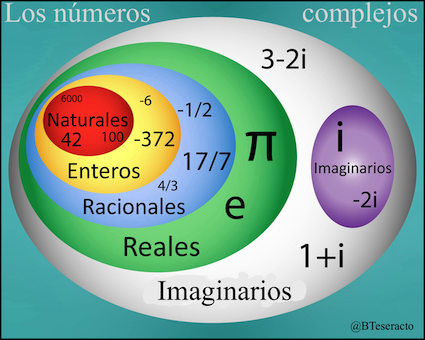 Los números complejos
3-2i
6000
-6
-1/2
Naturales
42
100
-372
π
i
Enteros
17/7
Imaginarios
4/3
-2i
Racionales
e
Reales
1+i
Imaginarios
@BTeseracto